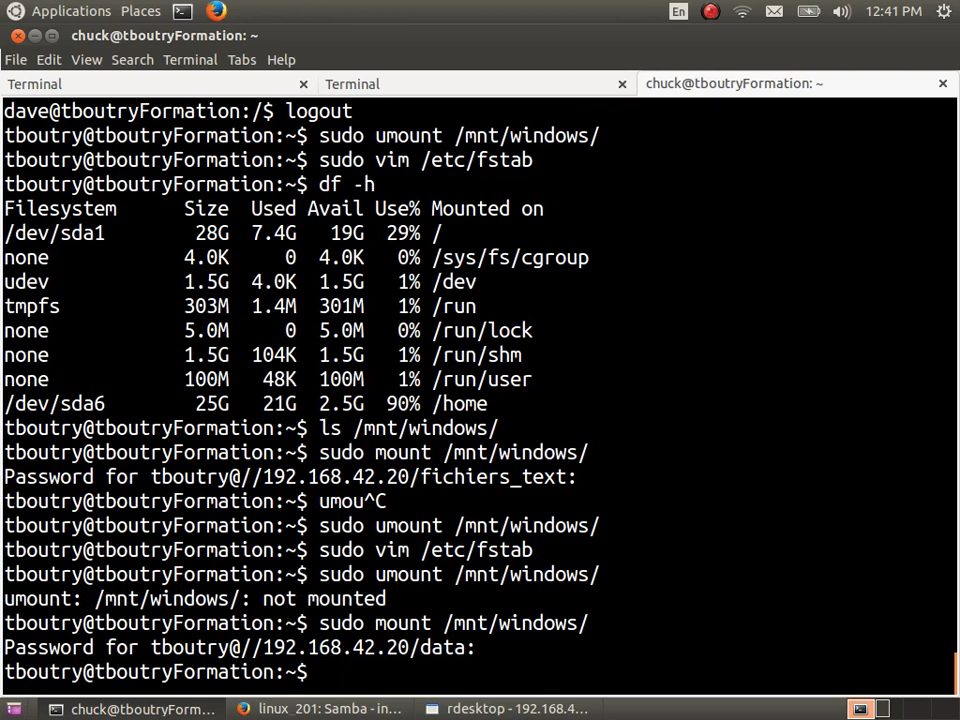 Applications Places En 12:41 PM
chuck@tboutryFormation: ~
File Edit View Search Terminal Tabs Help
Terminal × Terminal × chuck@tboutryFormation: ~ ×
dave@tboutryFormation:/$ logout
tboutry@tboutryFormation:~$ sudo umount /mnt/windows/
tboutry@tboutryFormation:~$ sudo vim /etc/fstab
tboutry@tboutryFormation:~$ df -h
Filesystem Size Used Avail Use% Mounted on
/dev/sda1 28G 7.4G 19G 29% /
none 4.0K 0 4.0K 0% /sys/fs/cgroup
udev 1.5G 4.0K 1.5G 1% /dev
tmpfs 303M 1.4M 301M 1% /run
none 5.0M 0 5.0M 0% /run/lock
none 1.5G 104K 1.5G 1% /run/shm
none 100M 48K 100M 1% /run/user
/dev/sda6 25G 21G 2.5G 90% /home
tboutry@tboutryFormation:~$ ls /mnt/windows/
tboutry@tboutryFormation:~$ sudo mount /mnt/windows/
Password for tboutry@//192.168.42.20/fichiers_text:
tboutry@tboutryFormation:~$ umou^C
tboutry@tboutryFormation:~$ sudo umount /mnt/windows/
tboutry@tboutryFormation:~$ sudo vim /etc/fstab
tboutry@tboutryFormation:~$ sudo umount /mnt/windows/
umount: /mnt/windows/: not mounted
tboutry@tboutryFormation:~$ sudo mount /mnt/windows/
Password for tboutry@//192.168.42.20/data:
tboutry@tboutryFormation:~$
chuck@tboutryForm... linux_201: Samba - in... rdesktop - 192.168.4...